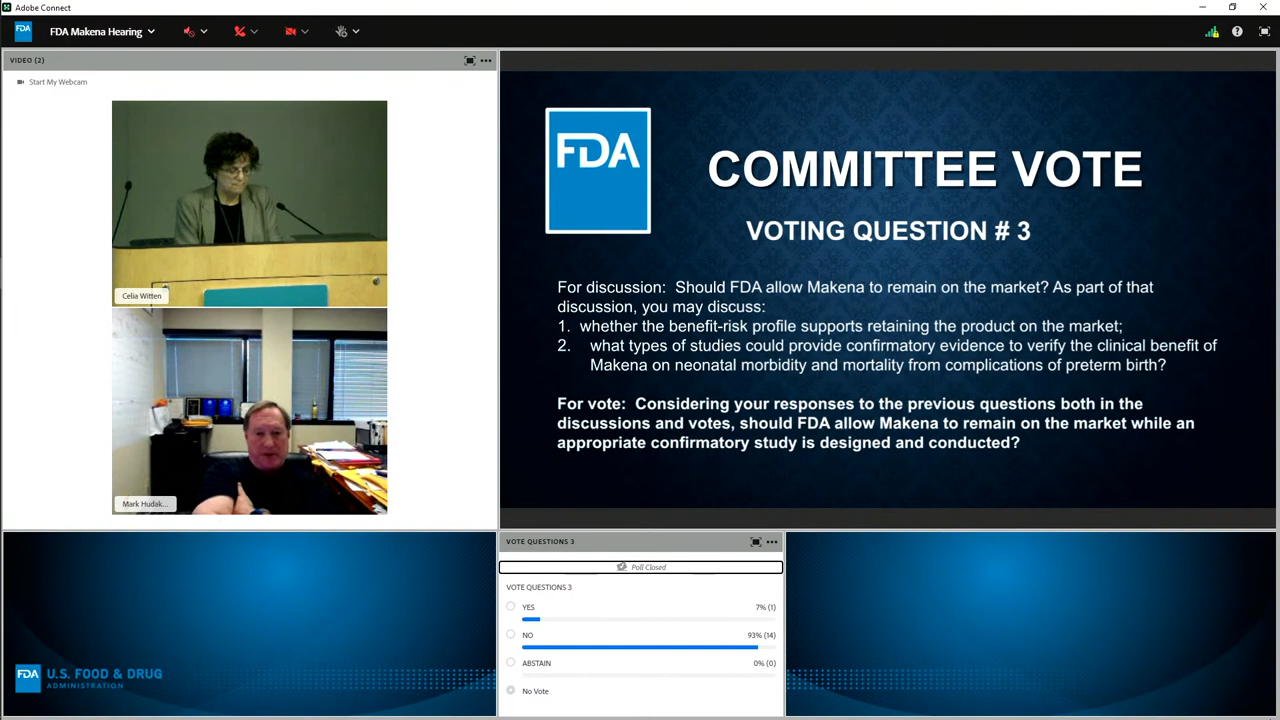 Adobe Connect
FDA
FDA Makena Hearing
VIDEO (2)
Start My Webcam
Celia Witten
Mark Hudak...
FDA
COMMITTEE VOTE
VOTING QUESTION # 3
For discussion: Should FDA allow Makena to remain on the market? As part of that
discussion, you may discuss:
1. whether the benefit-risk profile supports retaining the product on the market;
2. what types of studies could provide confirmatory evidence to verify the clinical benefit of
Makena on neonatal morbidity and mortality from complications of preterm birth?
For vote: Considering your responses to the previous questions both in the
discussions and votes, should FDA allow Makena to remain on the market while an
appropriate confirmatory study is designed and conducted?
VOTE QUESTIONS 3
Poll Closed
VOTE QUESTIONS 3
YES 7% (1)
NO 93% (14)
ABSTAIN 0% (0)
No Vote
FDA U.S. FOOD & DRUG
ADMINISTRATION